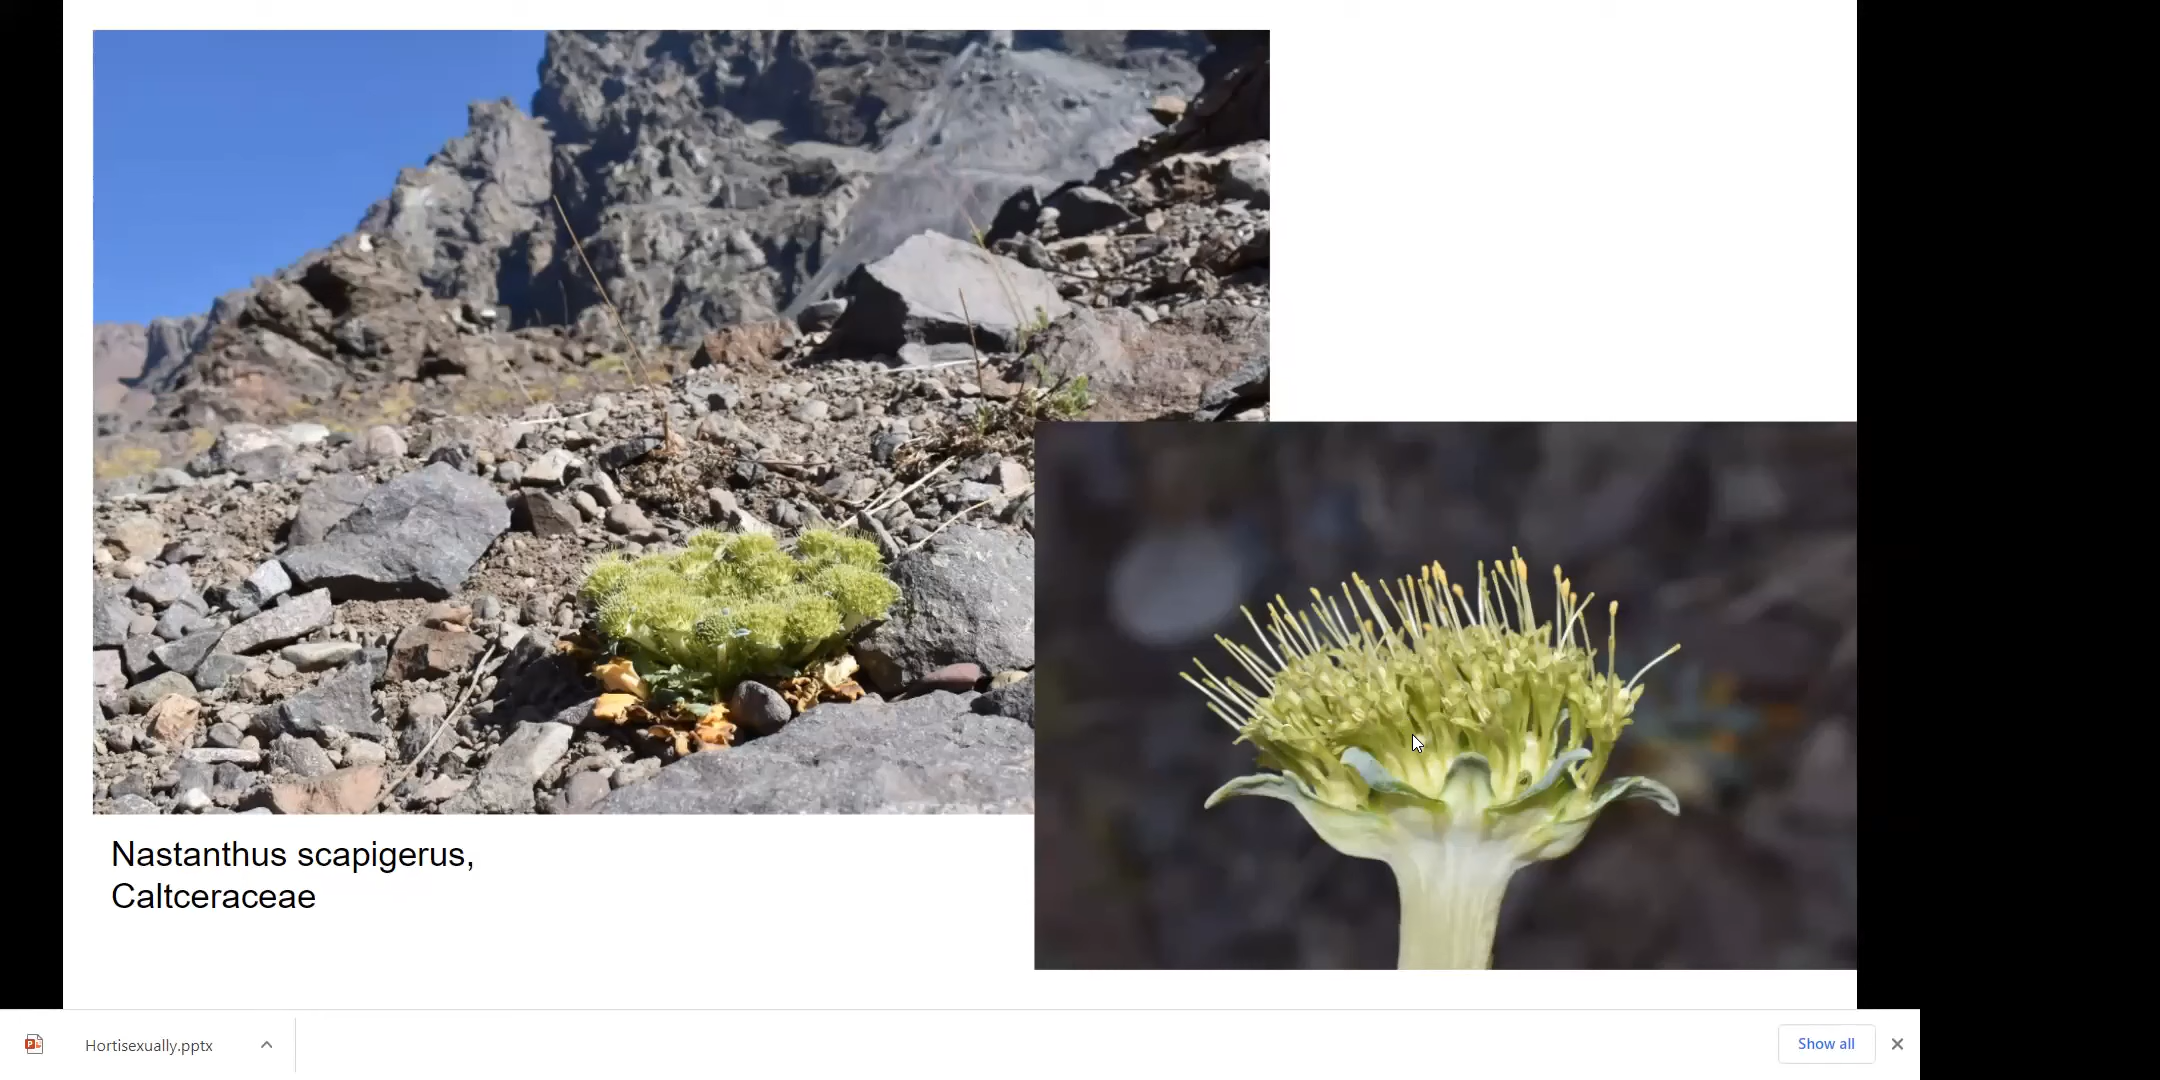 Nastanthus scapigerus,
Caltceraceae
Hortisexually.pptx
Show all